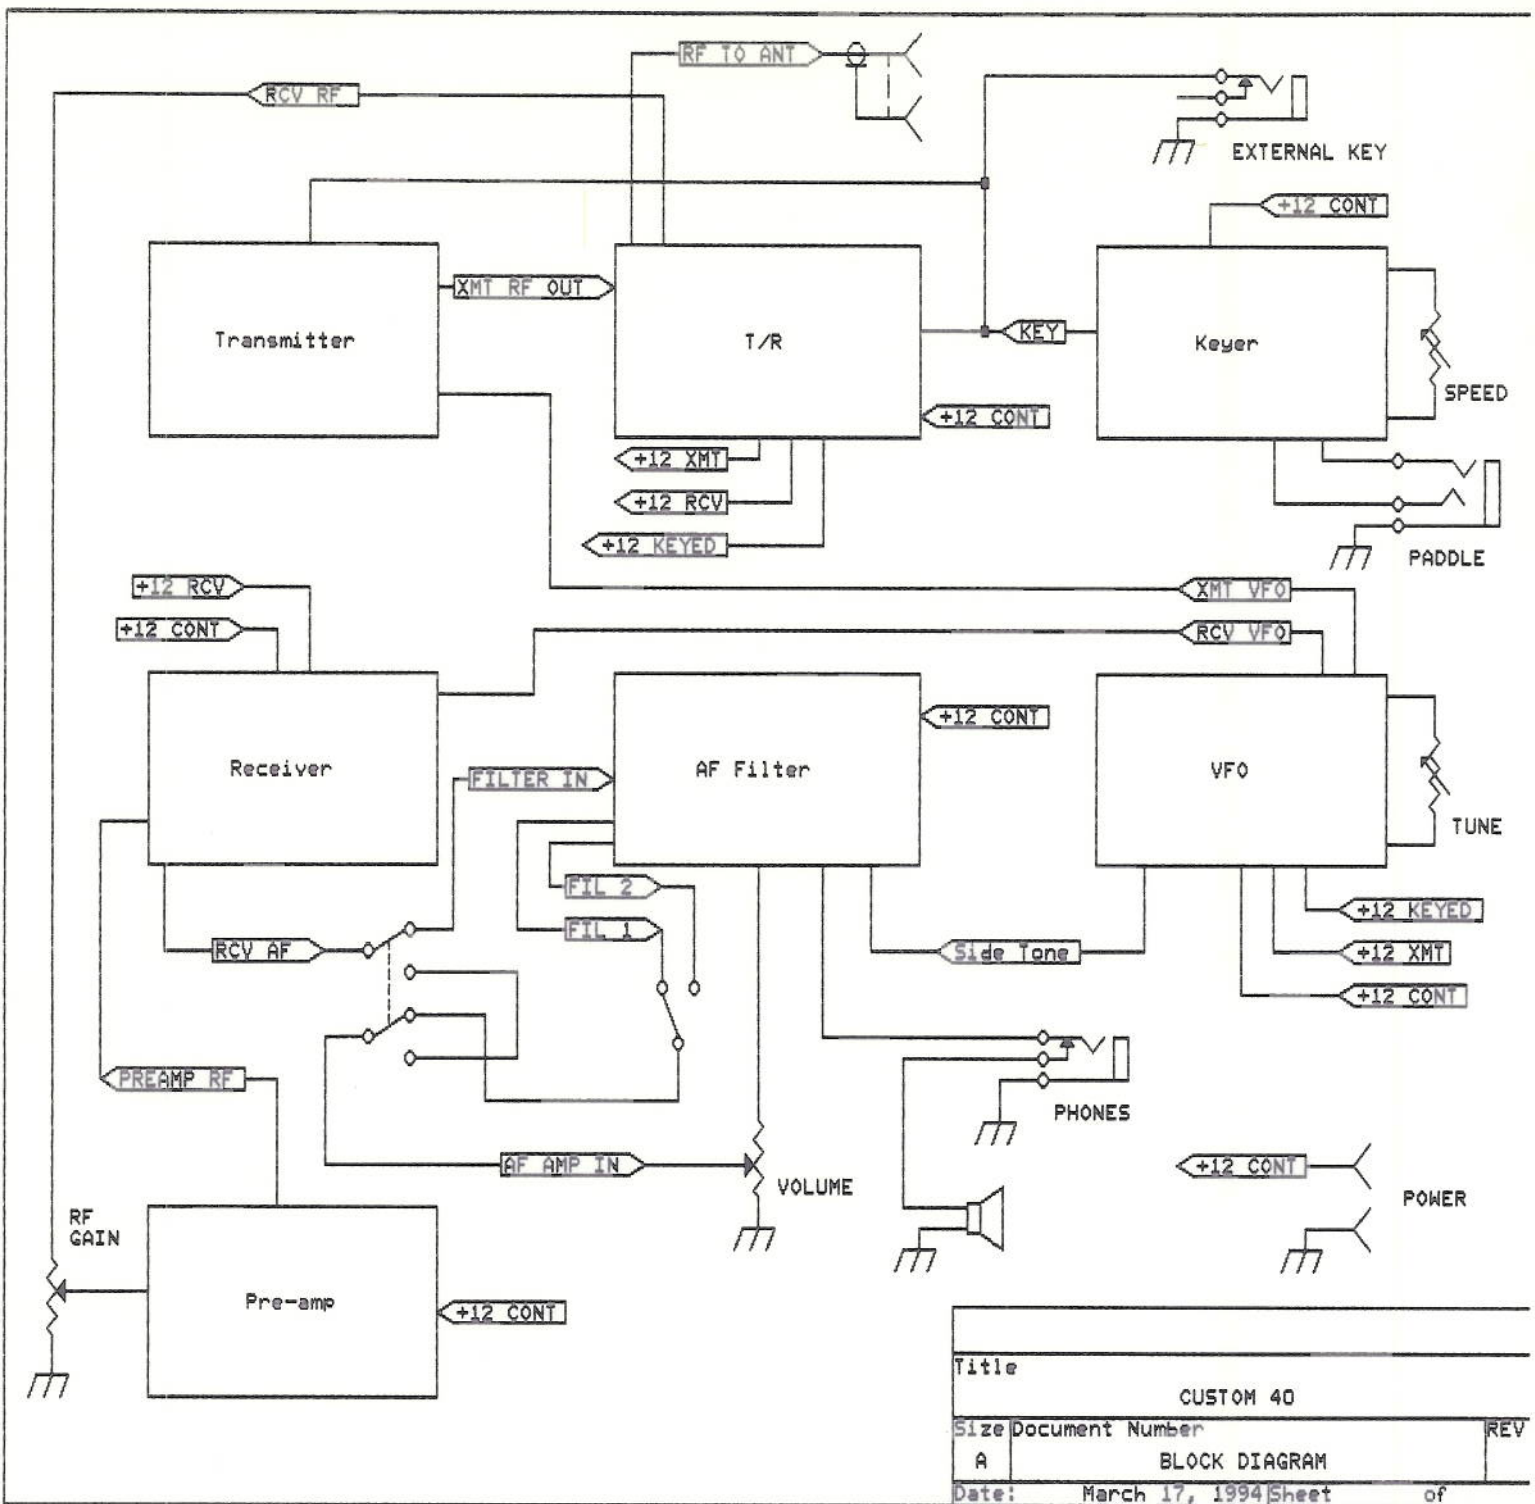 RF TO ANT
RCV RF
EXTERNAL KEY
+12 CONT
XMT RF OUT
Transmitter
T/R
KEY
Keyer
SPEED
+12 CONT
+12 XMT
+12 RCV
+12 KEYED
PADDLE
+12 RCV
XMT VFO
+12 CONT
RCV VFO
+12 CONT
Receiver
FILTER IN
AF Filter
VFO
TUNE
FIL 2
FIL 1
+12 KEYED
RCV AF
Side Tone
+12 XMT
+12 CONT
PREAMP RF
PHONES
AF AMP IN
VOLUME
+12 CONT
POWER
RF
GAIN
Pre-amp
+12 CONT
Title
CUSTOM 40
Size Document Number REV
A BLOCK DIAGRAM
Date: March 17, 1994 Sheet of